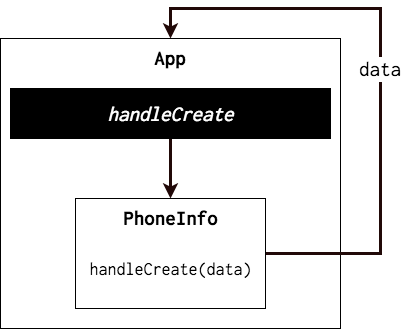 App
data
handleCreate
PhoneInfo
handleCreate(data)